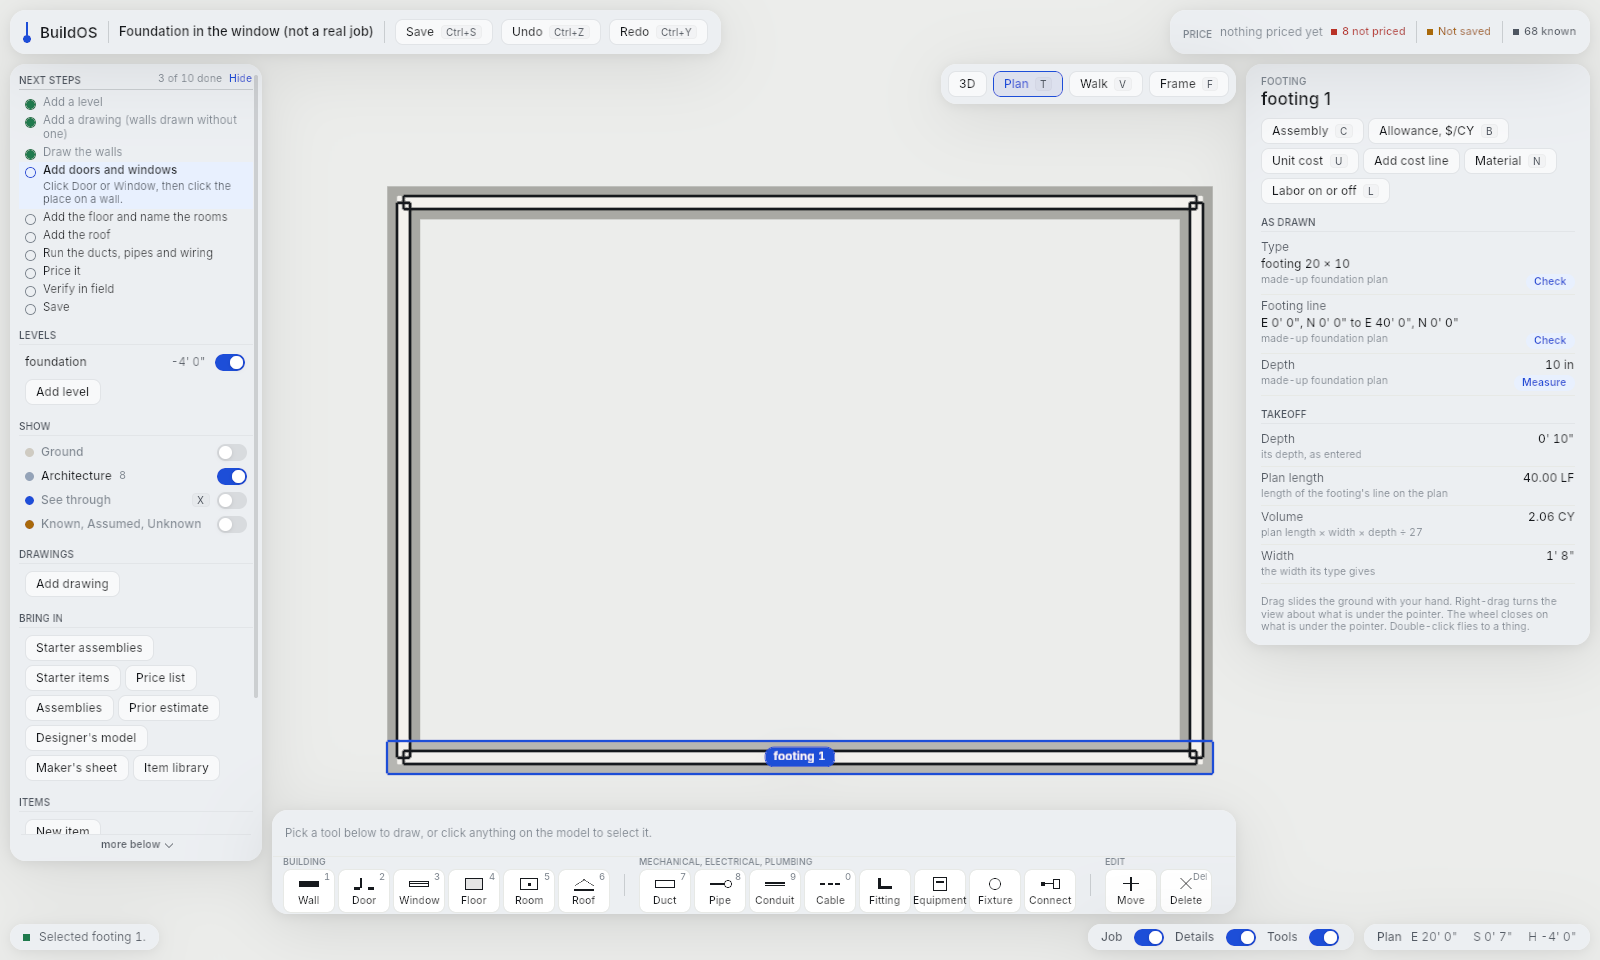 BuildOS
Foundation in the window (not a real job)
Save Ctrl+S
Undo Ctrl+Z
Redo Ctrl+Y
PRICE nothing priced yet
8 not priced
Not saved
68 known
NEXT STEPS
3 of 10 done
Hide
Add a level
Add a drawing (walls drawn without
one)
Draw the walls
Add doors and windows
Click Door or Window, then click the
place on a wall.
Add the floor and name the rooms
Add the roof
Run the ducts, pipes and wiring
Price it
Verify in field
Save
LEVELS
foundation -4' 0"
Add level
SHOW
Ground
Architecture 8
See through X
Known, Assumed, Unknown
DRAWINGS
Add drawing
BRING IN
Starter assemblies
Starter items Price list
Assemblies Prior estimate
Designer's model
Maker's sheet Item library
ITEMS
New item
more below
3D
Plan T
Walk V
Frame F
footing 1
FOOTING
footing 1
Assembly C
Allowance, $/CY B
Unit cost U
Add cost line
Material N
Labor on or off L
AS DRAWN
Type
footing 20 × 10
made-up foundation plan
Check
Footing line
E 0' 0", N 0' 0" to E 40' 0", N 0' 0"
made-up foundation plan
Check
Depth 10 in
made-up foundation plan
Measure
TAKEOFF
Depth 0' 10"
its depth, as entered
Plan length 40.00 LF
length of the footing's line on the plan
Volume 2.06 CY
plan length × width × depth ÷ 27
Width 1' 8"
the width its type gives
Drag slides the ground with your hand. Right-drag turns the
view about what is under the pointer. The wheel closes on
what is under the pointer. Double-click flies to a thing.
Pick a tool below to draw, or click anything on the model to select it.
BUILDING
Wall 1
Door 2
Window 3
Floor 4
Room 5
Roof 6
MECHANICAL, ELECTRICAL, PLUMBING
Duct 7
Pipe 8
Conduit 9
Cable 0
Fitting
Equipment
Fixture
Connect
EDIT
Move
Delete Del
Selected footing 1.
Job
Details
Tools
Plan E 20' 0" S 0' 7" H -4' 0"